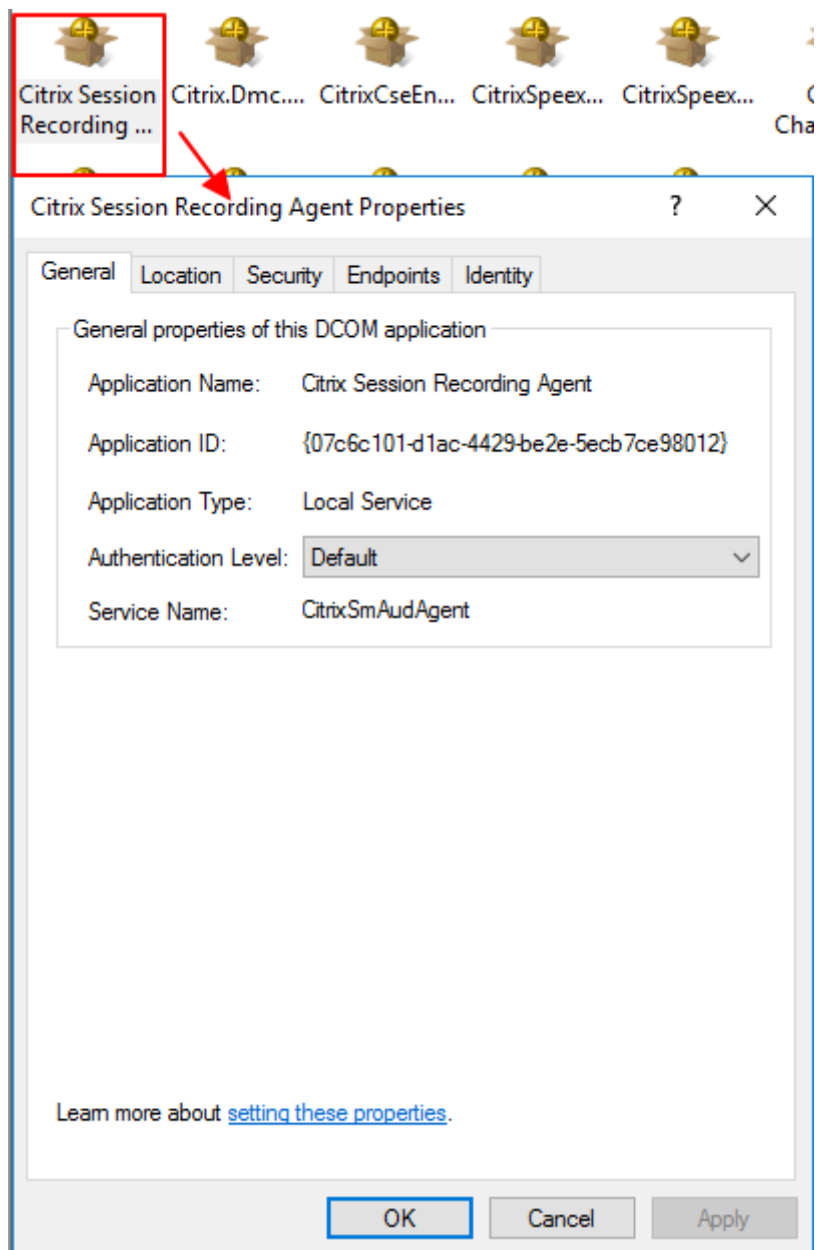 Citrix Session Citrix.Dmc.... CitrixCseEn... CitrixSpeex... CitrixSpeex...
Recording ... Cha
Citrix Session Recording Agent Properties ?
General Location Security Endpoints Identity
General properties of this DCOM application
Application Name: Citrix Session Recording Agent
Application ID: {07c6c101-d1ac-4429-be2e-5ecb7ce98012}
Application Type: Local Service
Authentication Level: Default
Service Name: CitrixSmAudAgent
Learn more about setting these properties.
OK Cancel Apply